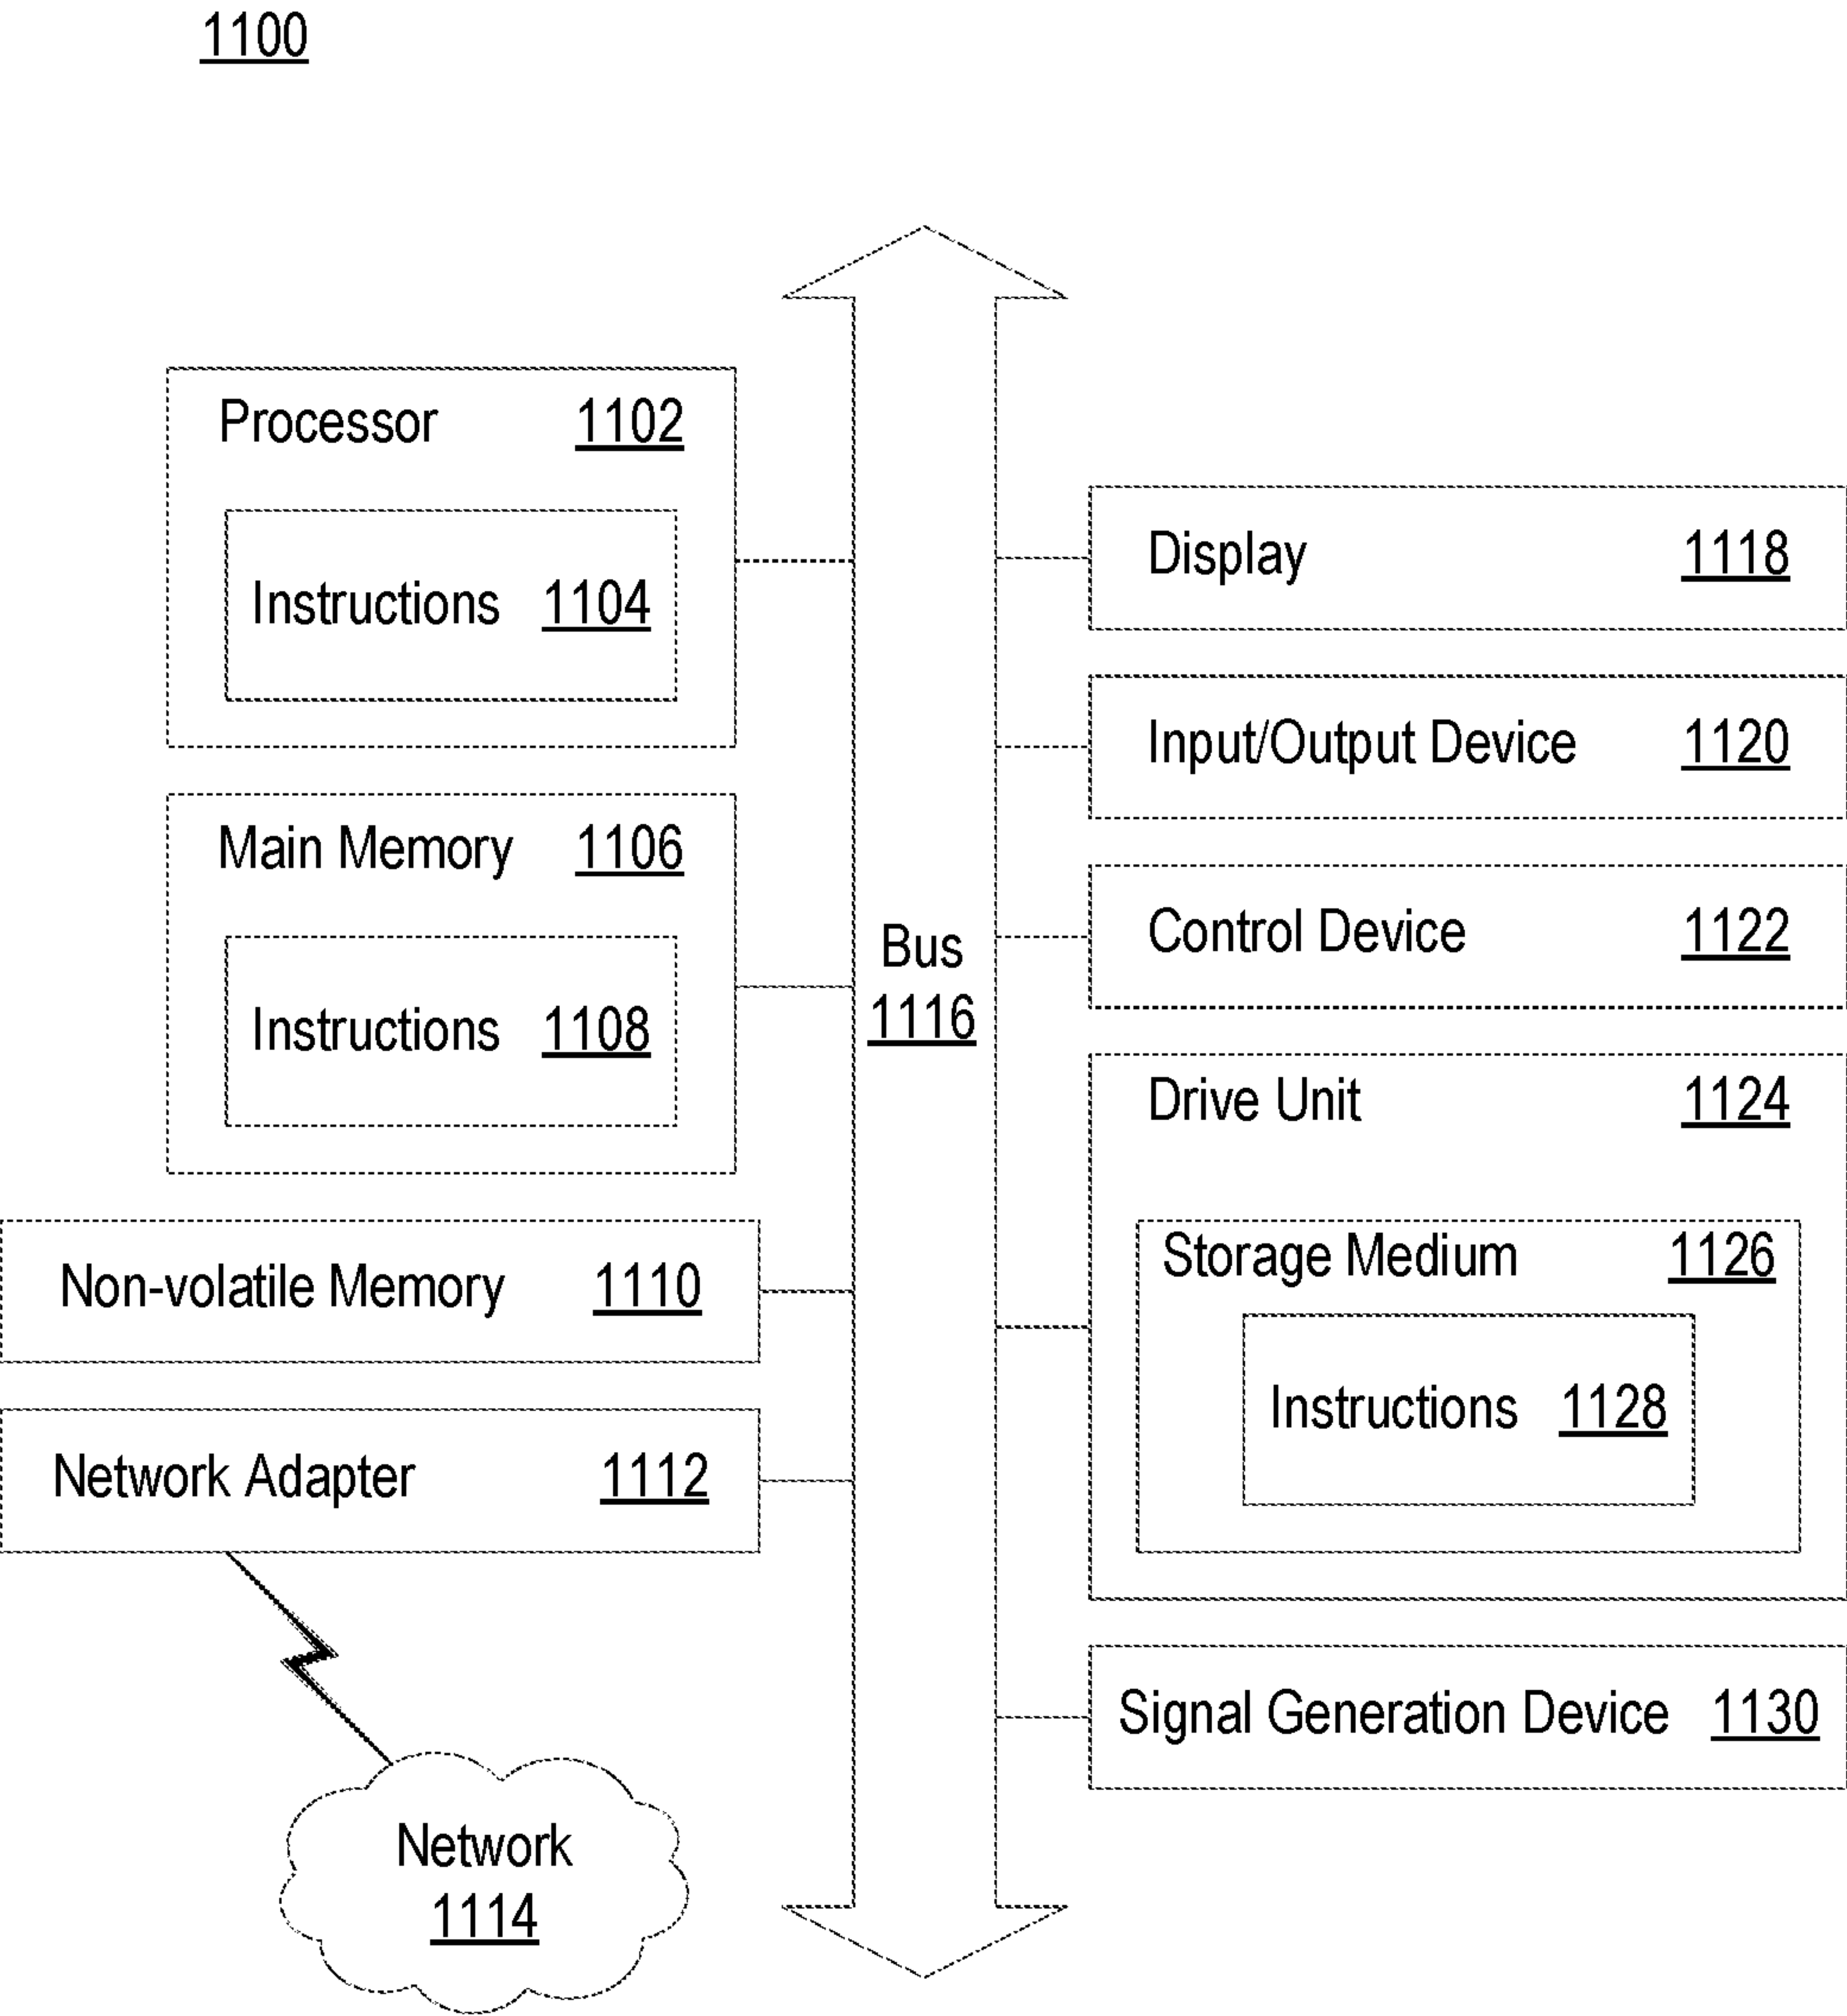 1100
Processor 1102
Instructions 1104
Main Memory 1106
Instructions 1108
Non-volatile Memory 1110
Network Adapter 1112
Network
1114
Bus
1116
Display 1118
Input/Output Device 1120
Control Device 1122
Drive Unit 1124
Storage Medium 1126
Instructions 1128
Signal Generation Device 1130